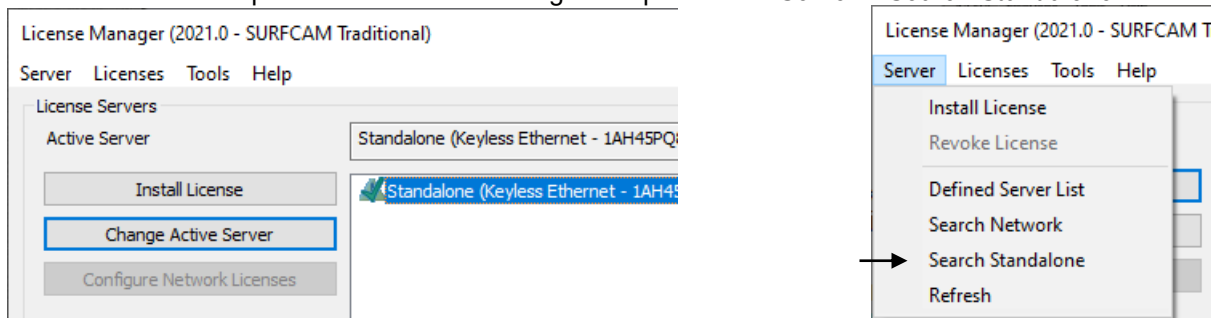 License Manager (2021.0 - SURFCAM Traditional)
Server Licenses Tools Help
License Servers
Active Server
Standalone (Keyless Ethernet - 1AH45PQ
Install License
Standalone (Keyless Ethernet - 1AH4
Change Active Server
Configure Network Licenses
License Manager (2021.0 - SURFCAM T
Server Licenses Tools Help
Install License
Revoke License
Defined Server List
Search Network
Search Standalone
Refresh